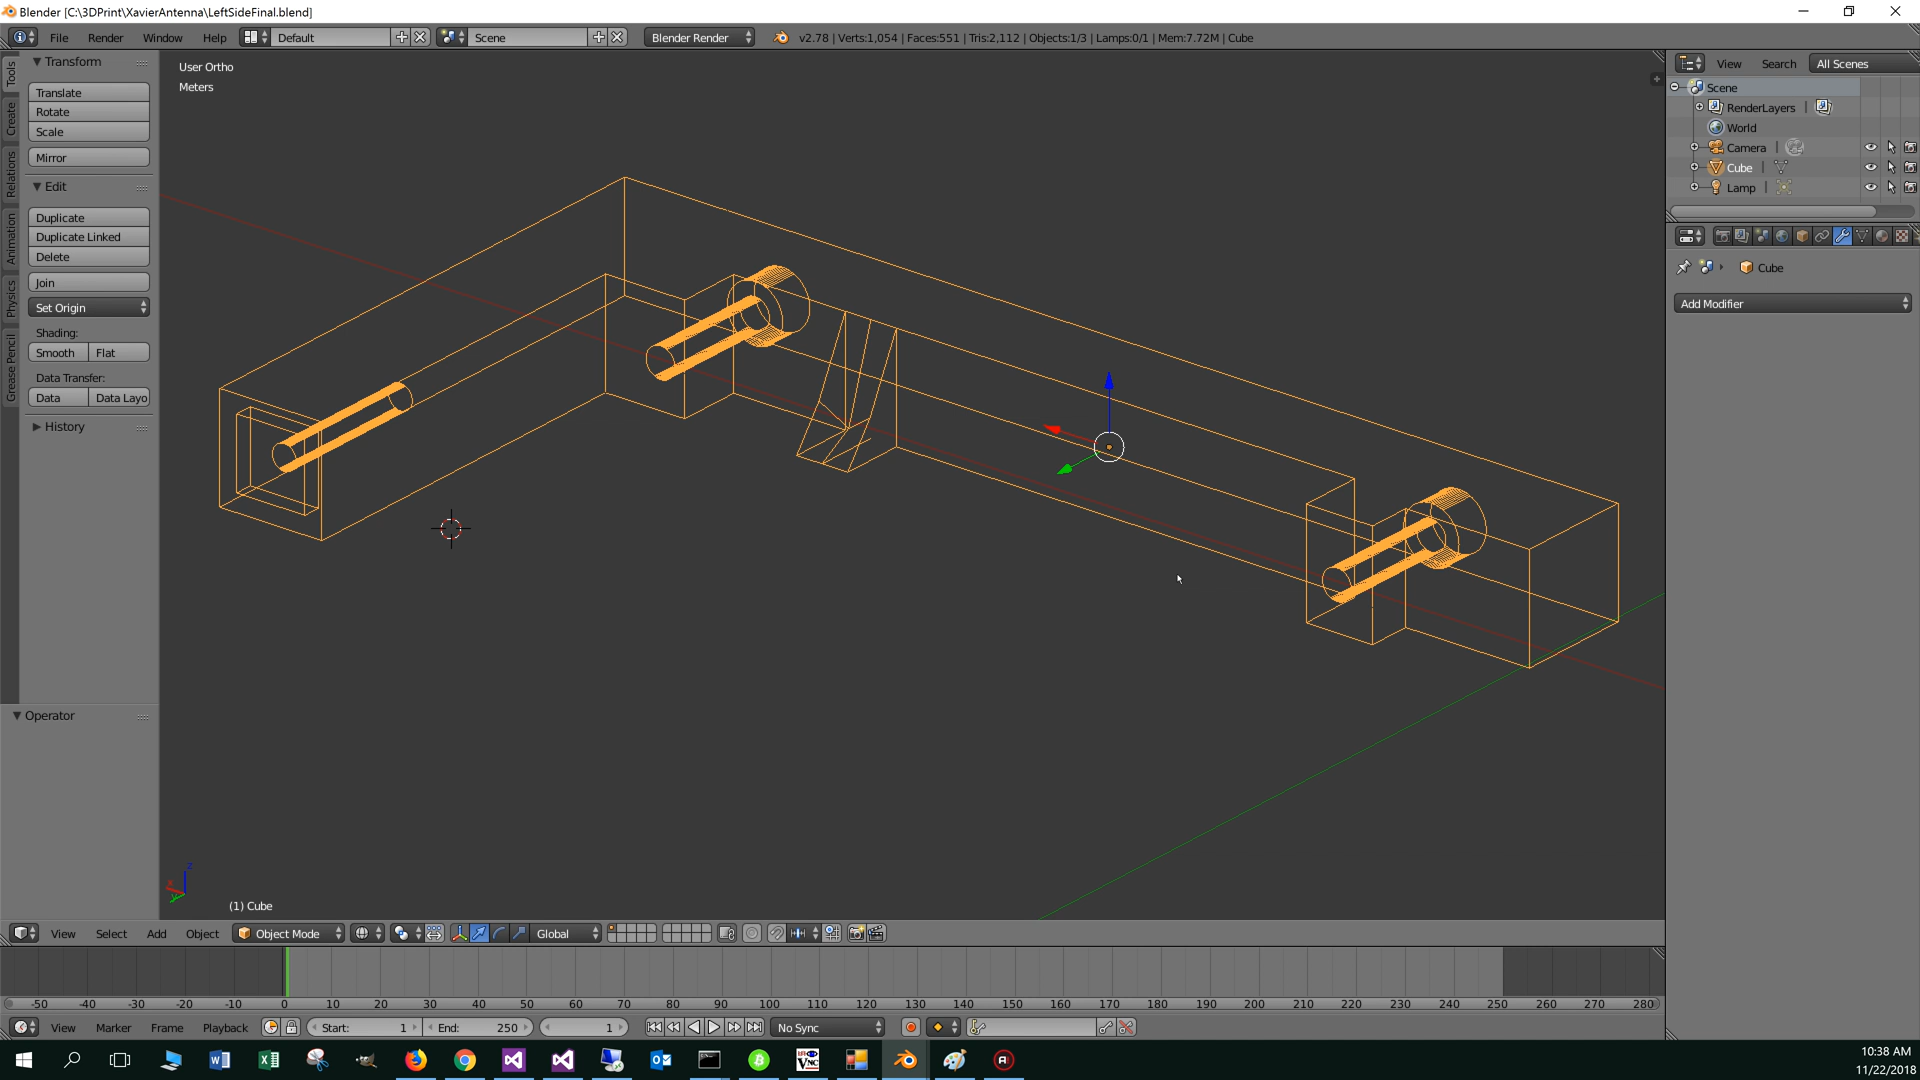 Blender [C:\3DPrint\XavierAntenna\LeftSideFinal.blend]
File Render Window Help Default Scene Blender Render v2.78 | Verts:1,054 | Faces:551 | Tris:2,112 | Objects:1/3 | Lamps:0/1 | Mem:7.72M | Cube
Tools
Create
Relations
Animation
Physics
Grease Pencil
Transform
Translate
Rotate
Scale
Mirror
Edit
Duplicate
Duplicate Linked
Delete
Join
Set Origin
Shading:
Smooth Flat
Data Transfer:
Data Data Layo
History
Operator
User Ortho
Meters
(1) Cube
View Search All Scenes
Scene
RenderLayers
World
Camera
Cube
Lamp
Cube
Add Modifier
View Select Add Object Object Mode Global
-50 -40 -30 -20 -10 0 10 20 30 40 50 60 70 80 90 100 110 120 130 140 150 160 170 180 190 200 210 220 230 240 250 260 270 280
View Marker Frame Playback Start: 1 End: 250 1 No Sync
10:38 AM
11/22/2018